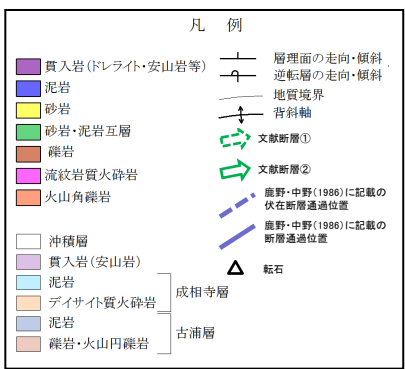 凡 例
貫入岩(ドレライト・安山岩等)
泥岩
砂岩
砂岩・泥岩互層
礫岩
流紋岩質火砕岩
火山角礫岩
沖積層
貫入岩(安山岩)
泥岩
デイサイト質火砕岩
成相寺層
泥岩
礫岩・火山円礫岩
古浦層
層理面の走向・傾斜
逆転層の走向・傾斜
地質境界
背斜軸
文献断層①
文献断層②
鹿野・中野(1986)に記載の
伏在断層通過位置
鹿野・中野(1986)に記載の
断層通過位置
転石